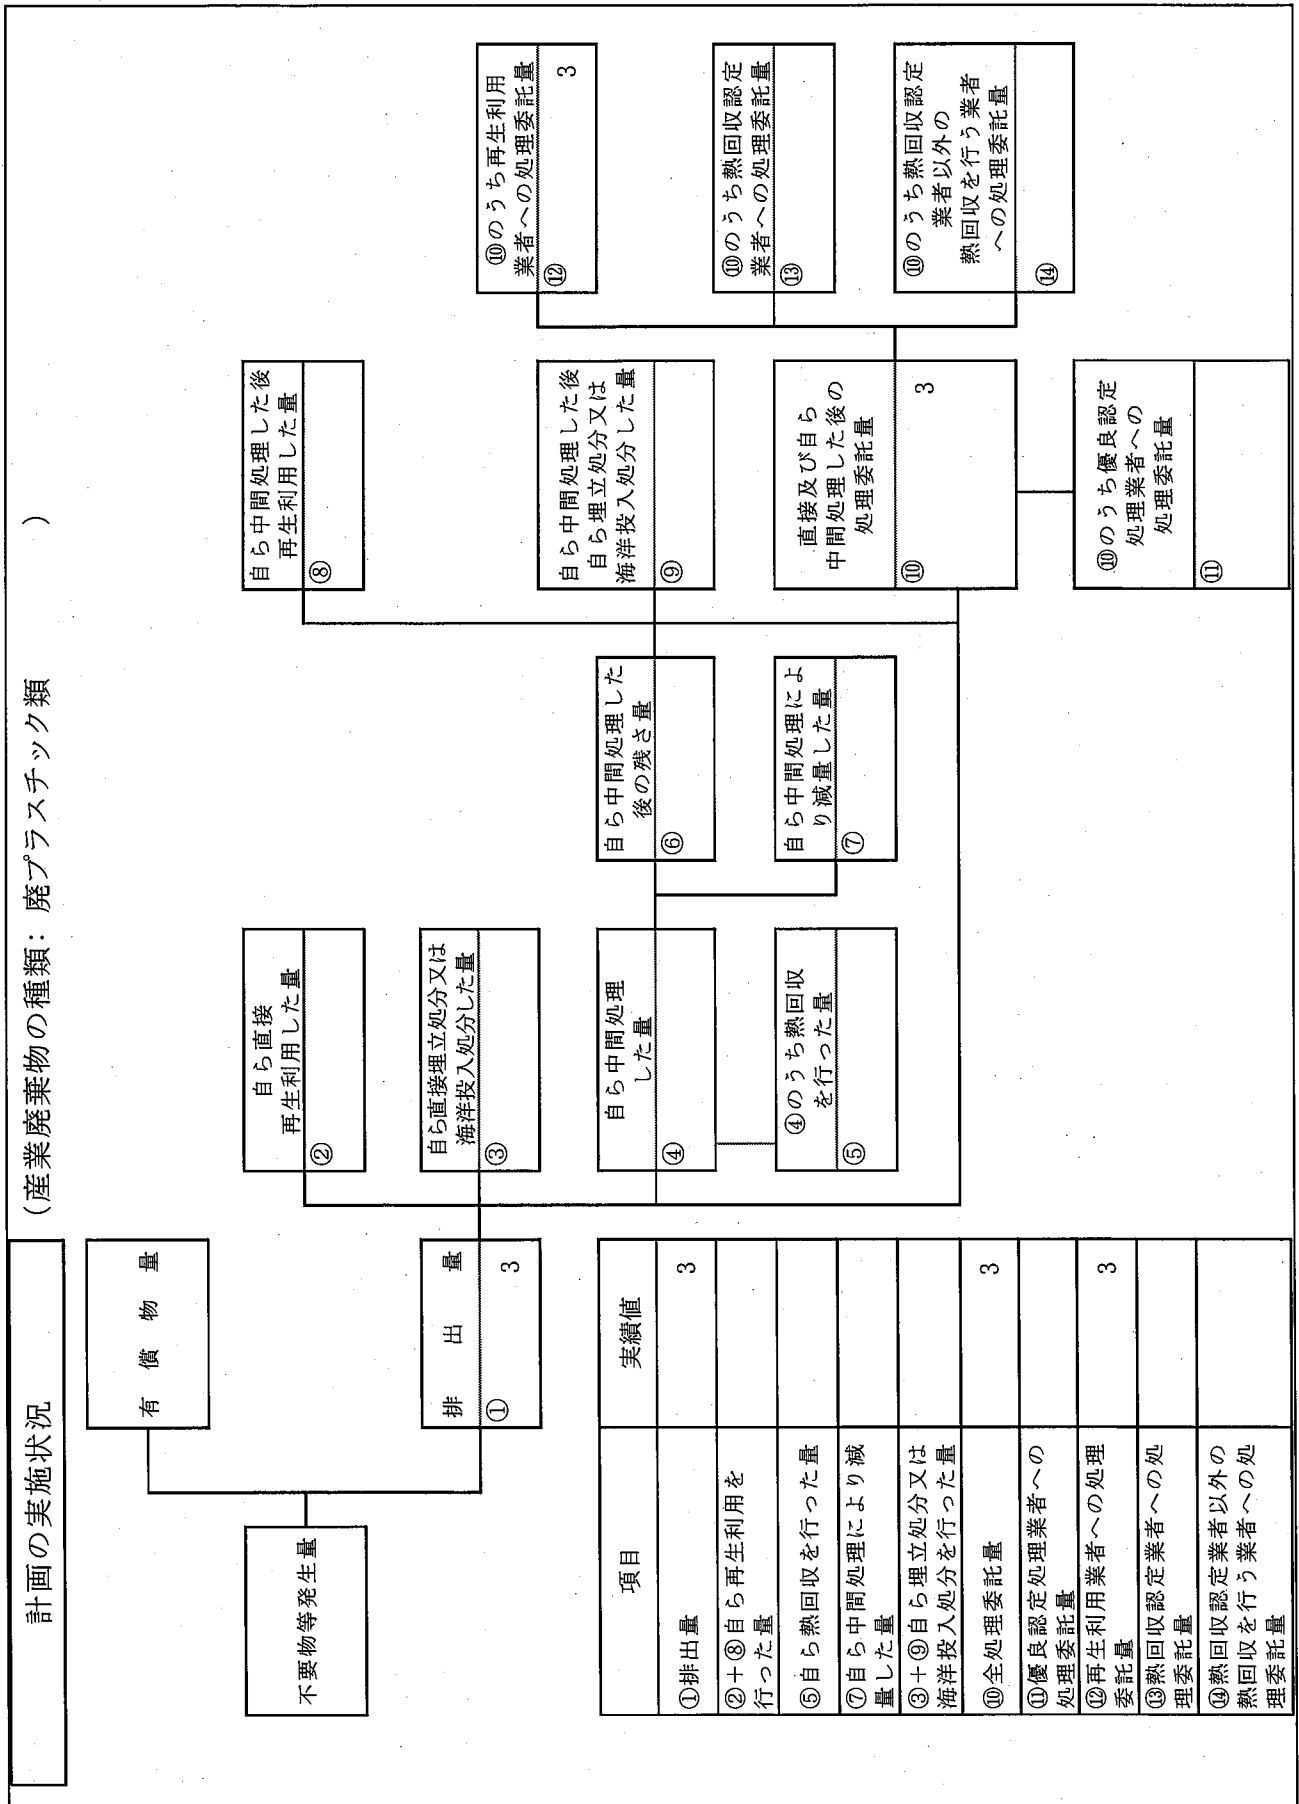 計画の実施状況
（産業廃棄物の種類：廃プラスチック類　　　　）
不要物等発生量
有償物量
排出量
① 3
自ら直接
再生利用した量
②
自ら直接埋立処分又は
海洋投入処分した量
③
自ら中間処理
した量
④
④のうち熱回収
を行った量
⑤
自ら中間処理した
後の残さ量
⑥
自ら中間処理によ
り減量した量
⑦
自ら中間処理した後
再生利用した量
⑧
自ら中間処理した後
自ら埋立処分又は
海洋投入処分した量
⑨
直接及び自ら
中間処理した後の
処理委託量
⑩ 3
⑩のうち優良認定
処理業者への
処理委託量
⑪
⑩のうち再生利用
業者への処理委託量
⑫ 3
⑩のうち熱回収認定
業者への処理委託量
⑬
⑩のうち熱回収認定
業者以外の
熱回収を行う業者
への処理委託量
⑭
項目 実績値
①排出量 3
②＋⑧自ら再生利用を
行った量
⑤自ら熱回収を行った量
⑦自ら中間処理により減
量した量
③＋⑨自ら埋立処分又は
海洋投入処分を行った量
⑩全処理委託量 3
⑪優良認定処理業者への
処理委託量
⑫再生利用業者への処理
委託量 3
⑬熱回収認定業者への処
理委託量
⑭熱回収認定業者以外の
熱回収を行う業者への処
理委託量